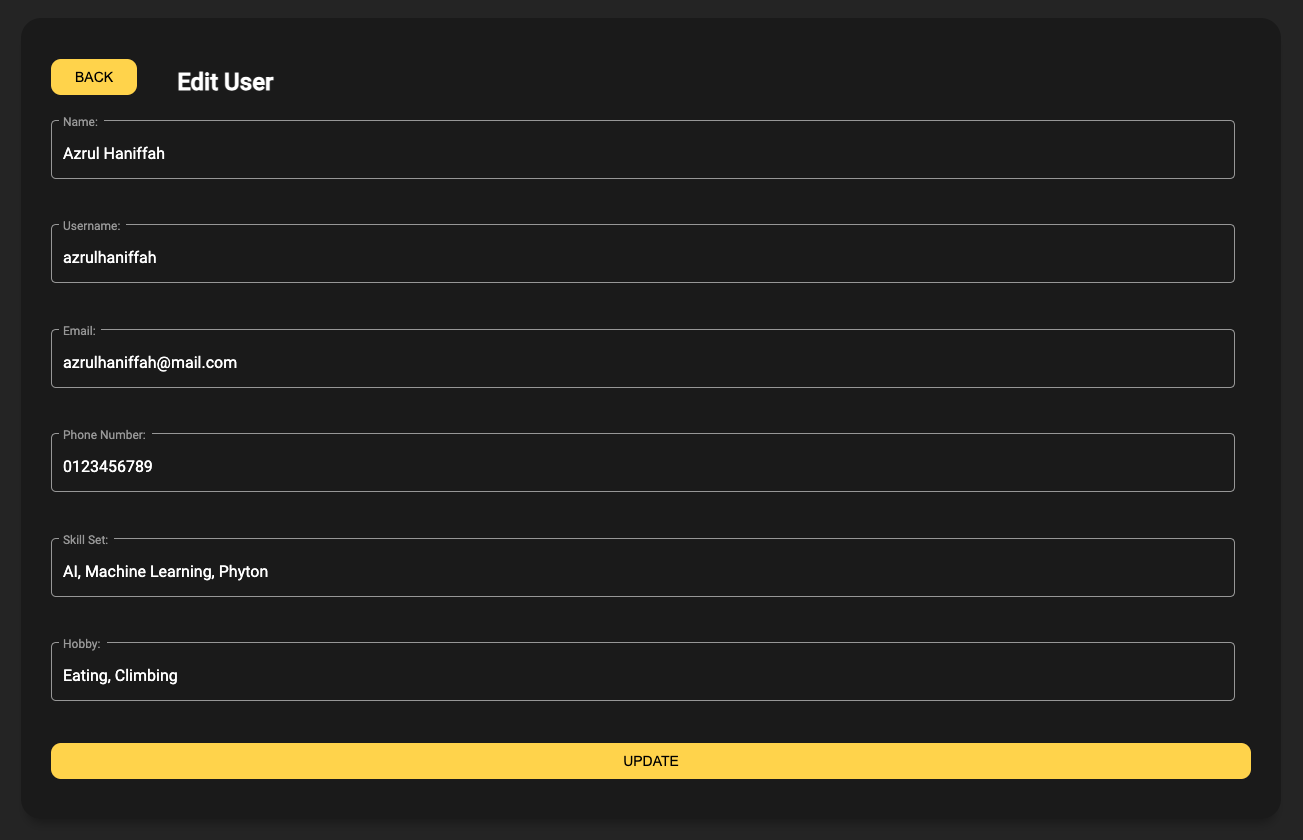 BACK
Edit User
Name:
Azrul Haniffah
Username:
azrulhaniffah
Email:
azrulhaniffah@mail.com
Phone Number:
0123456789
Skill Set:
AI, Machine Learning, Phyton
Hobby:
Eating, Climbing
UPDATE